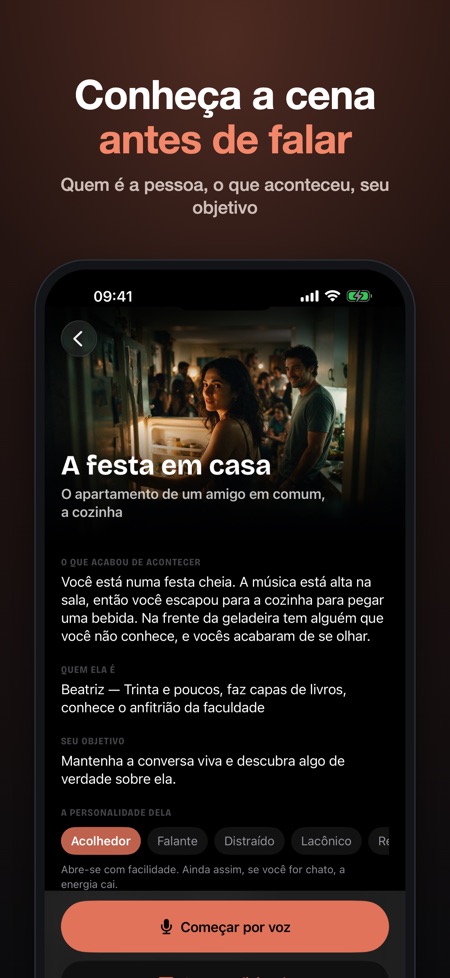 Conheça a cena
antes de falar
Quem é a pessoa, o que aconteceu, seu
objetivo
09:41
A festa em casa
O apartamento de um amigo em comum,
a cozinha
O QUE ACABOU DE ACONTECER
Você está numa festa cheia. A música está alta na
sala, então você escapou para a cozinha para pegar
uma bebida. Na frente da geladeira tem alguém que
você não conhece, e vocês acabaram de se olhar.
QUEM ELA É
Beatriz — Trinta e poucos, faz capas de livros,
conhece o anfitrião da faculdade
SEU OBJETIVO
Mantenha a conversa viva e descubra algo de
verdade sobre ela.
A PERSONALIDADE DELA
Acolhedor Falante Distraído Lacônico
Abre-se com facilidade. Ainda assim, se você for chato, a
energia cai.
Começar por voz